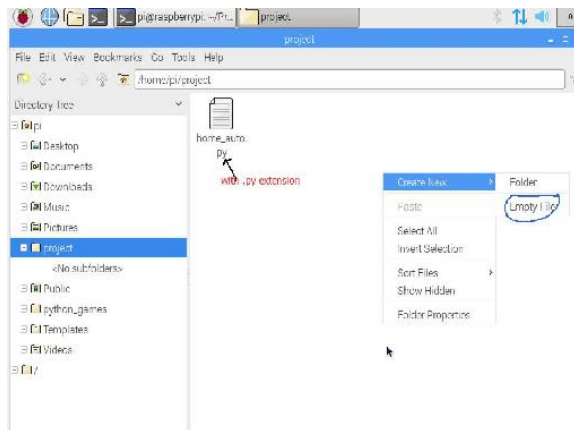 pi@raspberrypi: ~/Pr... project
project
File Edit View Bookmarks Go Tools Help
/home/pi/project
Directory Tree
pi
Desktop
Documents
Downloads
Music
Pictures
project
<No subfolders>
Public
python_games
Templates
Videos
/
home_auto.
py
with .py extension
Create New...
Folder
Empty File
Paste
Select All
Invert Selection
Sort Files
Show Hidden
Folder Properties